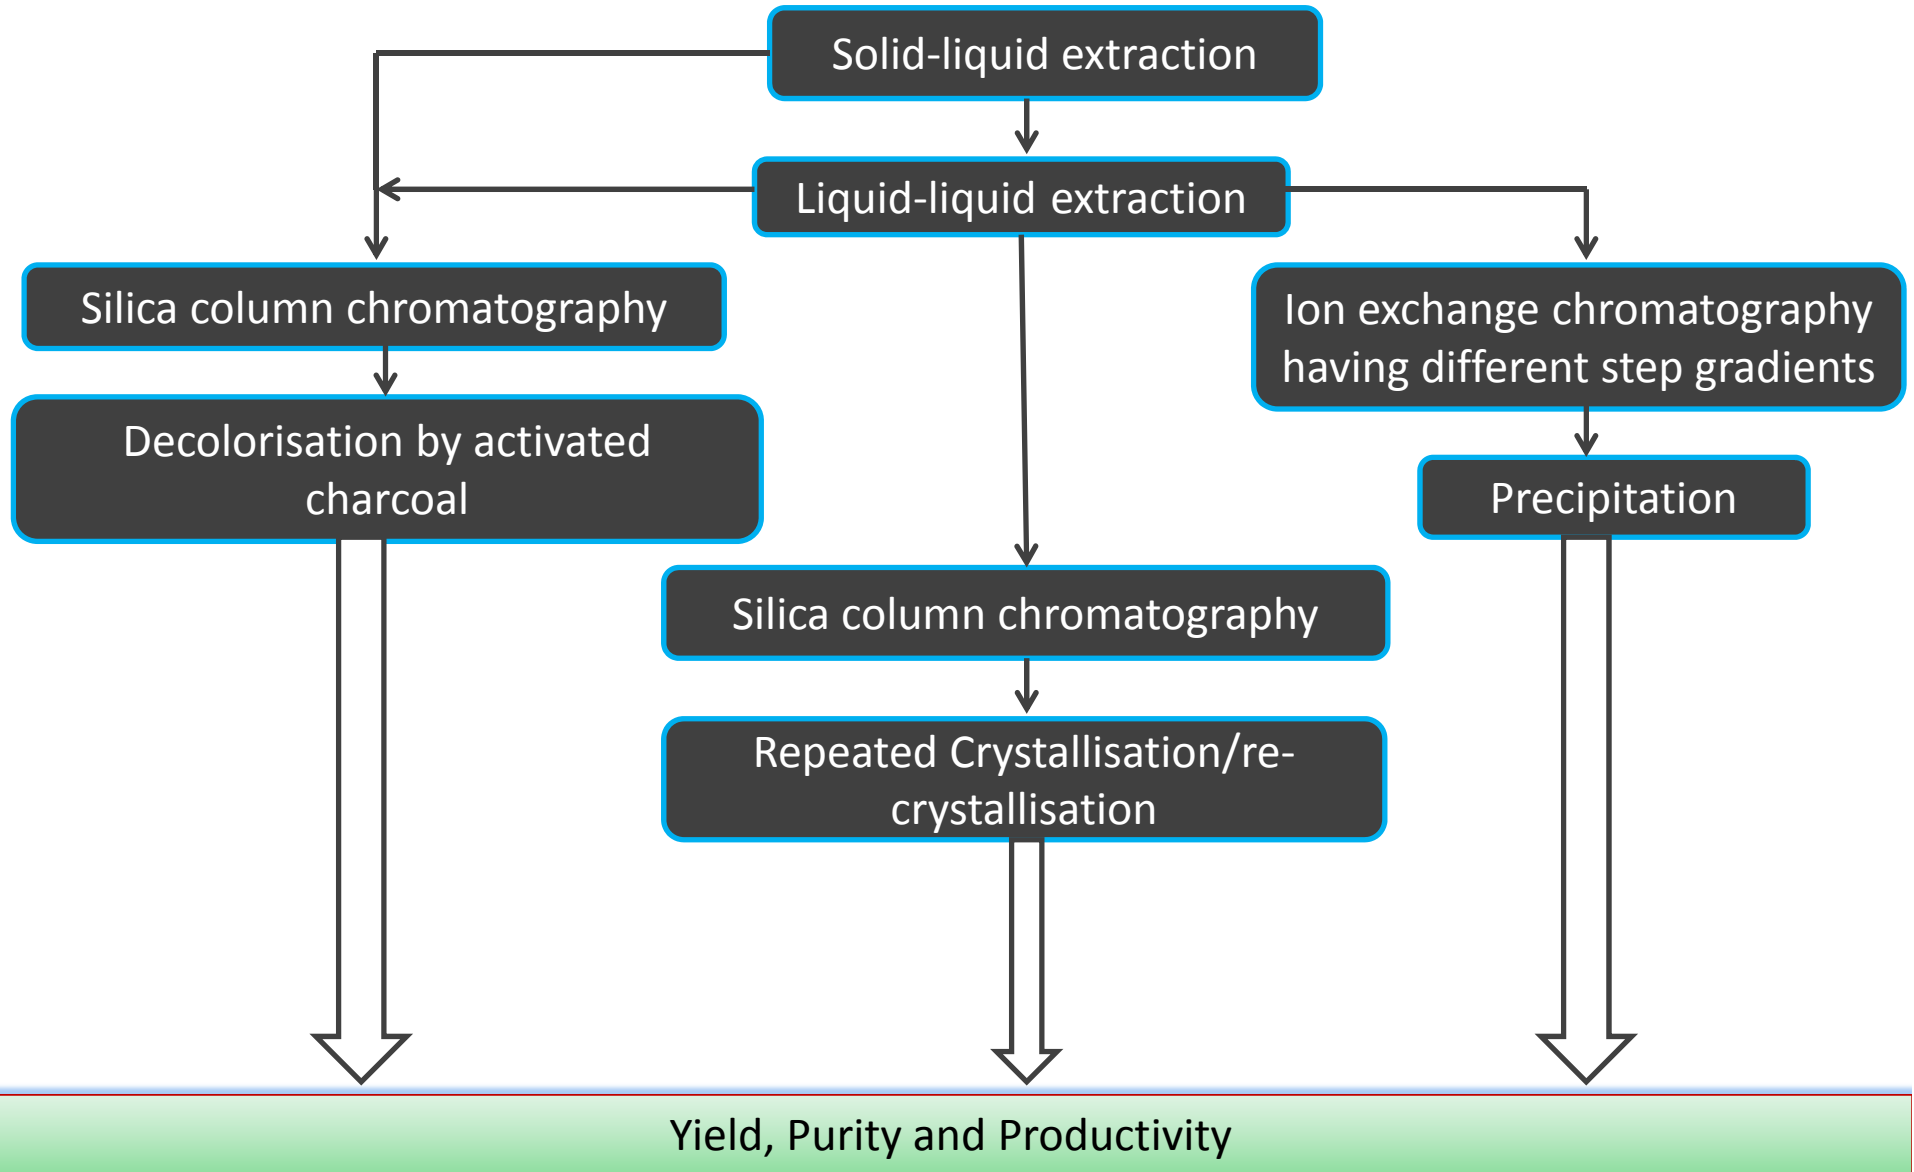 Solid-liquid extraction
Liquid-liquid extraction
Silica column chromatography
Ion exchange chromatography
having different step gradients
Decolorisation by activated
charcoal
Precipitation
Silica column chromatography
Repeated Crystallisation/re-
crystallisation
Yield, Purity and Productivity